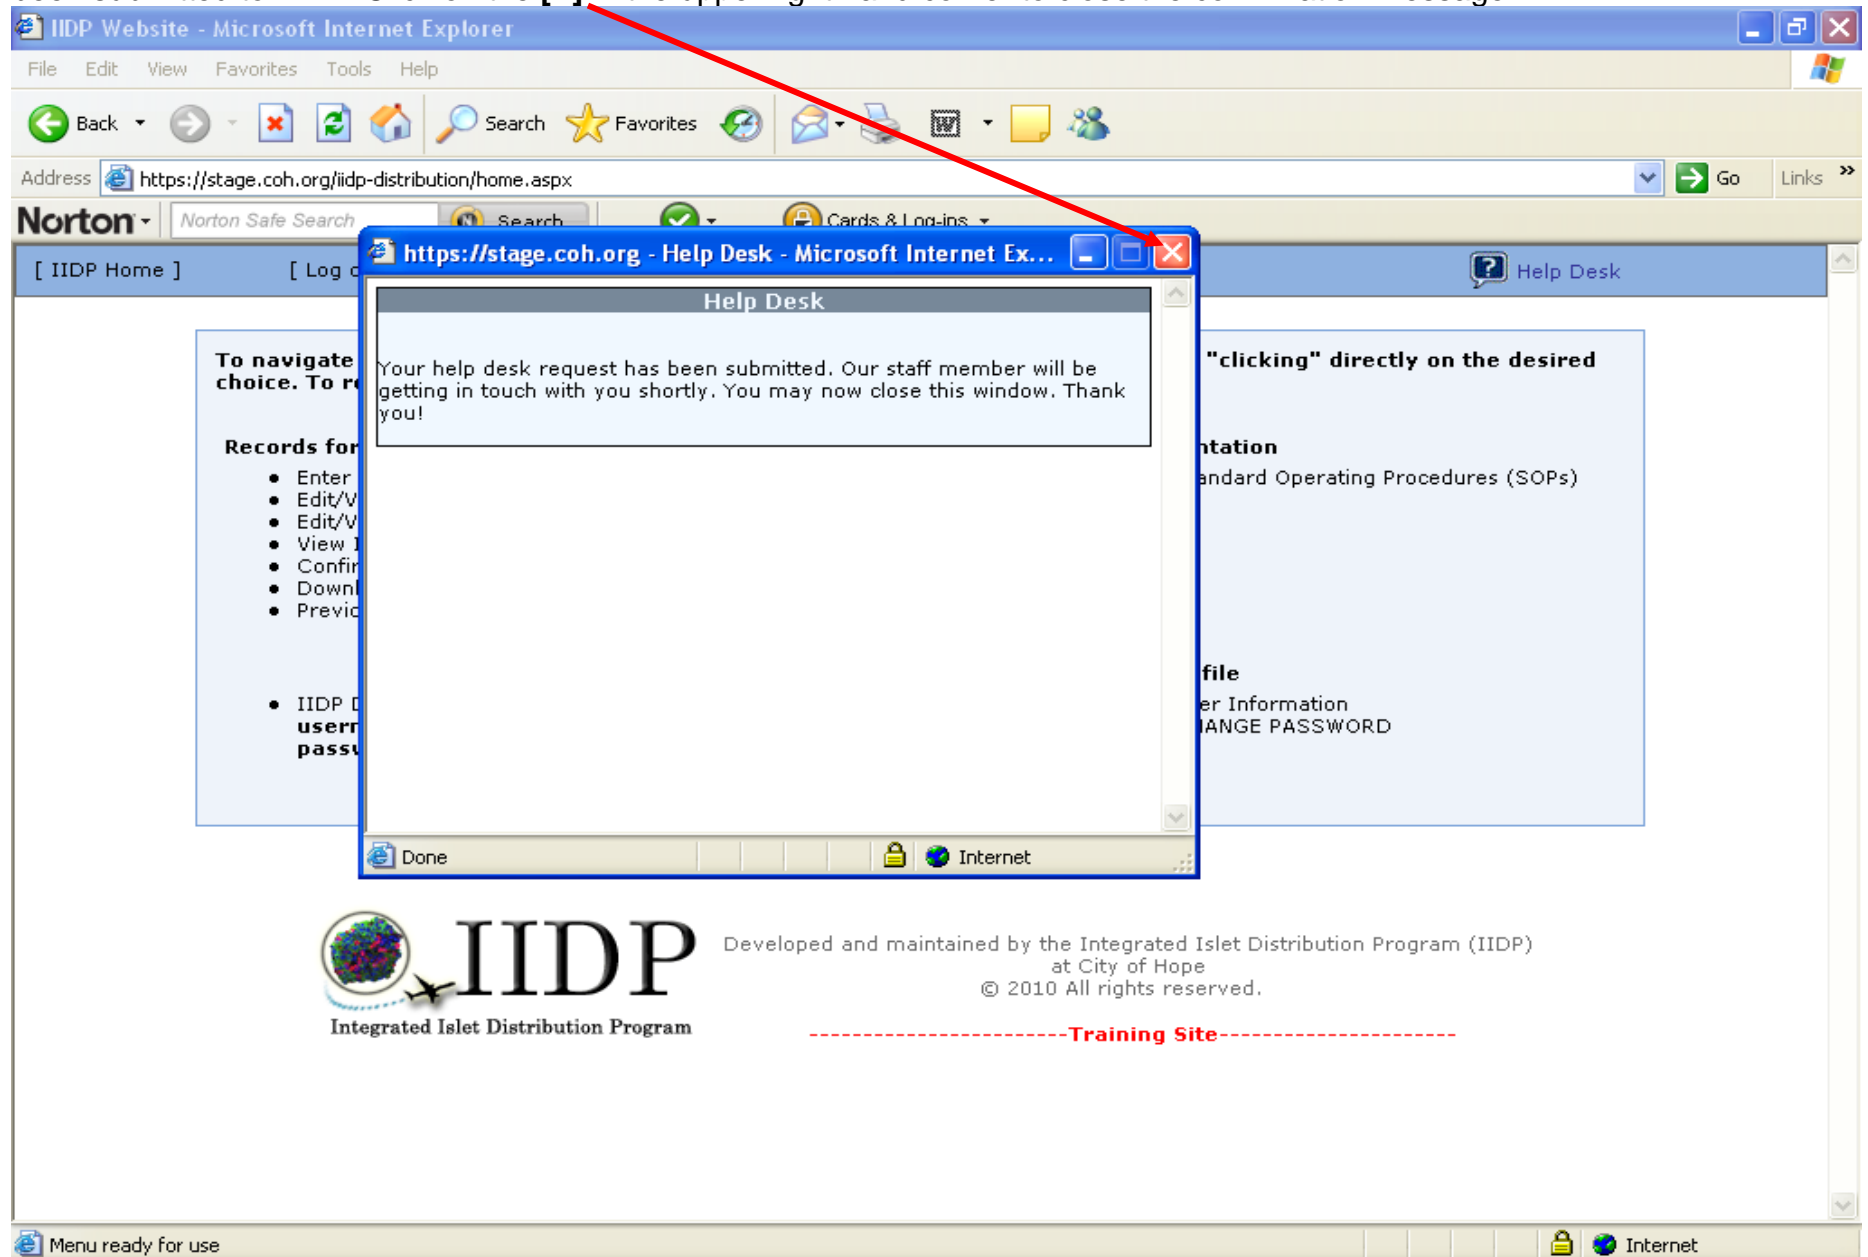 IIDP Website - Microsoft Internet Explorer
File Edit View Favorites Tools Help
Back Search Favorites
Address https://stage.coh.org/iidp-distribution/home.aspx Go Links »
Norton Norton Safe Search Search Cards & Log-ins
https://stage.coh.org - Help Desk - Microsoft Internet Ex...
[ IIDP Home ] [ Log Help Desk
Help Desk
To navigate "clicking" directly on the desired
choice. To
Your help desk request has been submitted. Our staff member will be
getting in touch with you shortly. You may now close this window. Thank
you!
Records for
Enter andard Operating Procedures (SOPs)
Edit/V
Edit/V
View
Confir
Downl
Previo
file
IIDP er Information
usern ANGE PASSWORD
passw
Done Internet
IIDP
Integrated Islet Distribution Program
Developed and maintained by the Integrated Islet Distribution Program (IIDP)
at City of Hope
© 2010 All rights reserved.
----------------------Training Site----------------------
Menu ready for use Internet